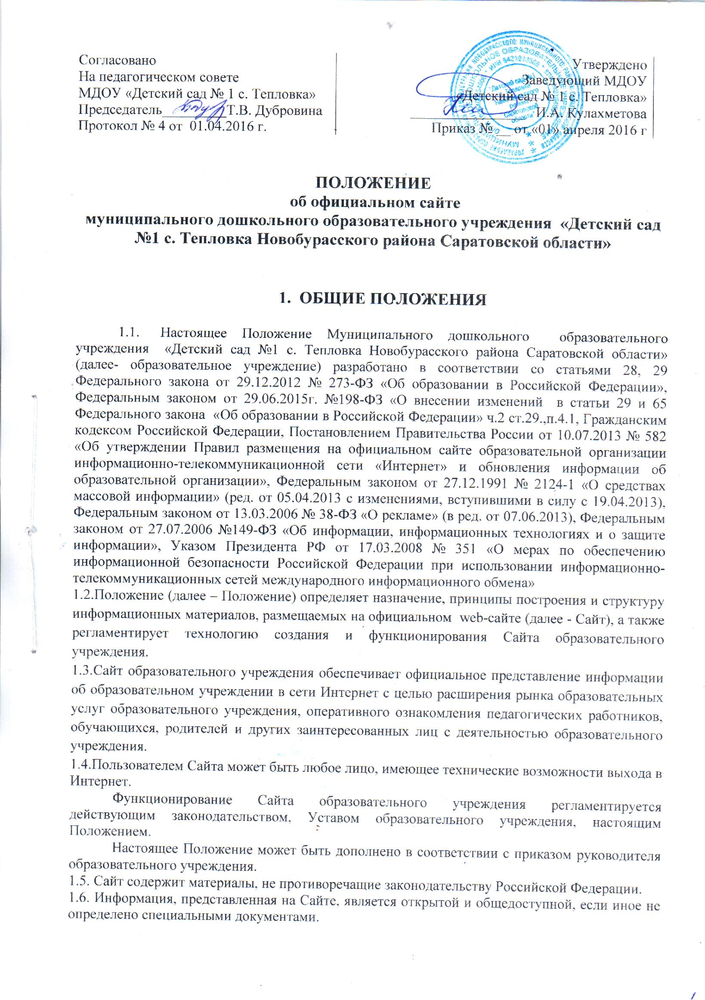 Согласовано
На педагогическом совете
МДОУ «Детский сад № 1 с. Тепловка»
Председатель_________Т.В. Дубровина
Протокол № 4 от 01.04.2016 г.
Утверждено
Заведующий МДОУ
«Детский сад № 1 с. Тепловка»
И.А. Кулахметова
Приказ №__ от «01» апреля 2016 г
ПОЛОЖЕНИЕ
об официальном сайте
муниципального дошкольного образовательного учреждения «Детский сад
№1 с. Тепловка Новобурасского района Саратовской области»
1. ОБЩИЕ ПОЛОЖЕНИЯ
1.1. Настоящее Положение Муниципального дошкольного образовательного
учреждения «Детский сад №1 с. Тепловка Новобурасского района Саратовской области»
(далее- образовательное учреждение) разработано в соответствии со статьями 28, 29
Федерального закона от 29.12.2012 № 273-ФЗ «Об образовании в Российской Федерации»,
Федеральным законом от 29.06.2015г. №198-ФЗ «О внесении изменений в статьи 29 и 65
Федерального закона «Об образовании в Российской Федерации» ч.2 ст.29.,п.4.1, Гражданским
кодексом Российской Федерации, Постановлением Правительства России от 10.07.2013 № 582
«Об утверждении Правил размещения на официальном сайте образовательной организации
информационно-телекоммуникационной сети «Интернет» и обновления информации об
образовательной организации», Федеральным законом от 27.12.1991 № 2124-1 «О средствах
массовой информации» (ред. от 05.04.2013 с изменениями, вступившими в силу с 19.04.2013),
Федеральным законом от 13.03.2006 № 38-ФЗ «О рекламе» (в ред. от 07.06.2013), Федеральным
законом от 27.07.2006 №149-ФЗ «Об информации, информационных технологиях и о защите
информации», Указом Президента РФ от 17.03.2008 № 351 «О мерах по обеспечению
информационной безопасности Российской Федерации при использовании информационно-
телекоммуникационных сетей международного информационного обмена»
1.2.Положение (далее – Положение) определяет назначение, принципы построения и структуру
информационных материалов, размещаемых на официальном web-сайте (далее - Сайт), а также
регламентирует технологию создания и функционирования Сайта образовательного
учреждения.
1.3.Сайт образовательного учреждения обеспечивает официальное представление информации
об образовательном учреждении в сети Интернет с целью расширения рынка образовательных
услуг образовательного учреждения, оперативного ознакомления педагогических работников,
обучающихся, родителей и других заинтересованных лиц с деятельностью образовательного
учреждения.
1.4.Пользователем Сайта может быть любое лицо, имеющее технические возможности выхода в
Интернет.
Функционирование Сайта образовательного учреждения регламентируется
действующим законодательством, Уставом образовательного учреждения, настоящим
Положением.
Настоящее Положение может быть дополнено в соответствии с приказом руководителя
образовательного учреждения.
1.5. Сайт содержит материалы, не противоречащие законодательству Российской Федерации.
1.6. Информация, представленная на Сайте, является открытой и общедоступной, если иное не
определено специальными документами.
1